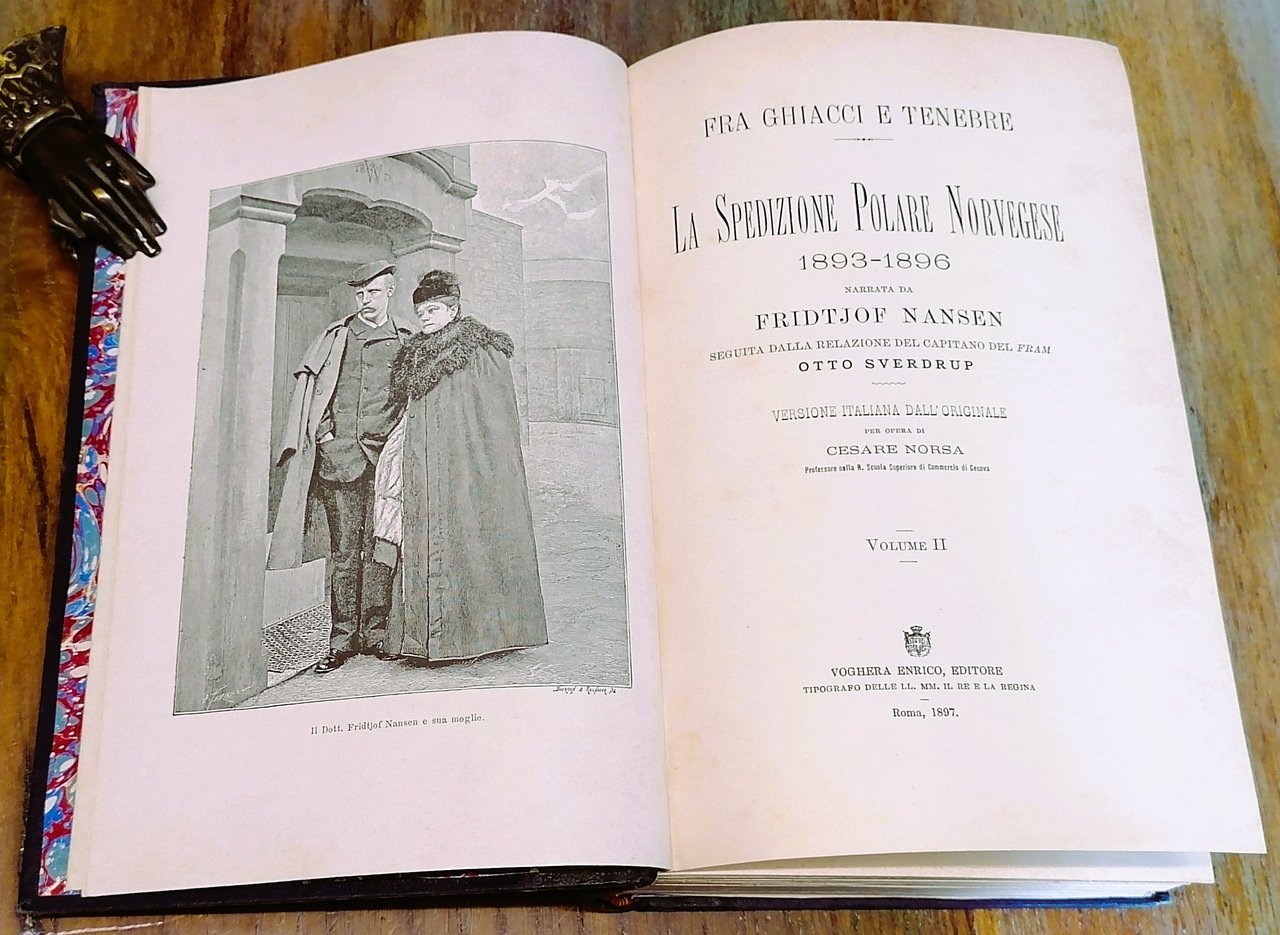 Il Dott. Fridtjof Nansen e sua moglie.
FRA GHIACCI E TENEBRE
LA SPEDIZIONE POLARE NORVEGESE
1893-1896
NARRATA DA
FRIDTJOF NANSEN
SEGUITA DALLA RELAZIONE DEL CAPITANO DEL FRAM
OTTO SVERDRUP
VERSIONE ITALIANA DALL'ORIGINALE
PER OPERA DI
CESARE NORSA
Professore nella R. Scuola Superiore di Commercio di Genova
VOLUME II
VOGHERA ENRICO, EDITORE
TIPOGRAFO DELLE LL. MM. IL RE E LA REGINA
Roma, 1897.